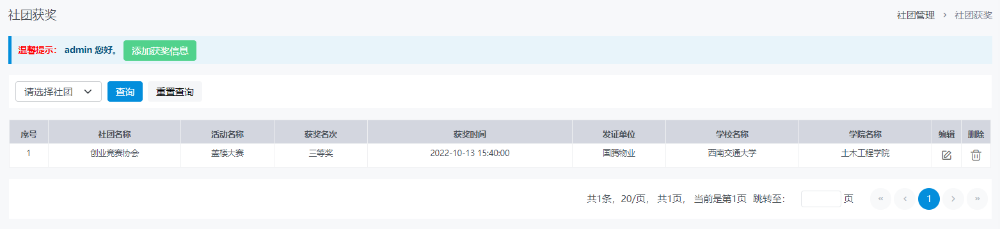 社团获奖
社团管理 > 社团获奖
温馨提示： admin 您好。 添加获奖信息
请选择社团 查询 重置查询
序号 社团名称 活动名称 获奖名次 获奖时间 发证单位 学校名称 学院名称 编辑 删除
1 创业竞赛协会 盖楼大赛 三等奖 2022-10-13 15:40:00 国腾物业 西南交通大学 土木工程学院
共1条，20/页， 共1页， 当前是第1页 跳转至： 页 « ‹ 1 › »